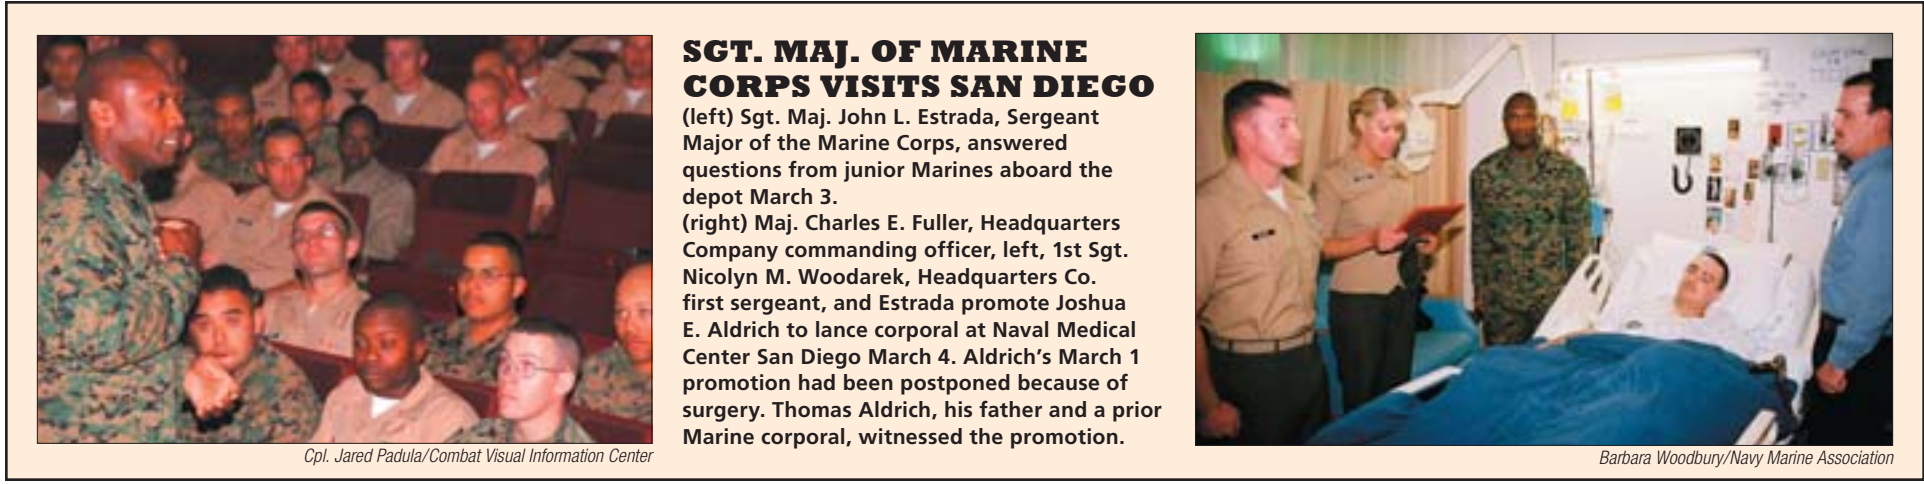 SGT. MAJ. OF MARINE
CORPS VISITS SAN DIEGO
(left) Sgt. Maj. John L. Estrada, Sergeant
Major of the Marine Corps, answered
questions from junior Marines aboard the
depot March 3.
(right) Maj. Charles E. Fuller, Headquarters
Company commanding officer, left, 1st Sgt.
Nicolyn M. Woodarek, Headquarters Co.
first sergeant, and Estrada promote Joshua
E. Aldrich to lance corporal at Naval Medical
Center San Diego March 4. Aldrich’s March 1
promotion had been postponed because of
surgery. Thomas Aldrich, his father and a prior
Marine corporal, witnessed the promotion.
Cpl. Jared Padula/Combat Visual Information Center
Barbara Woodbury/Navy Marine Association